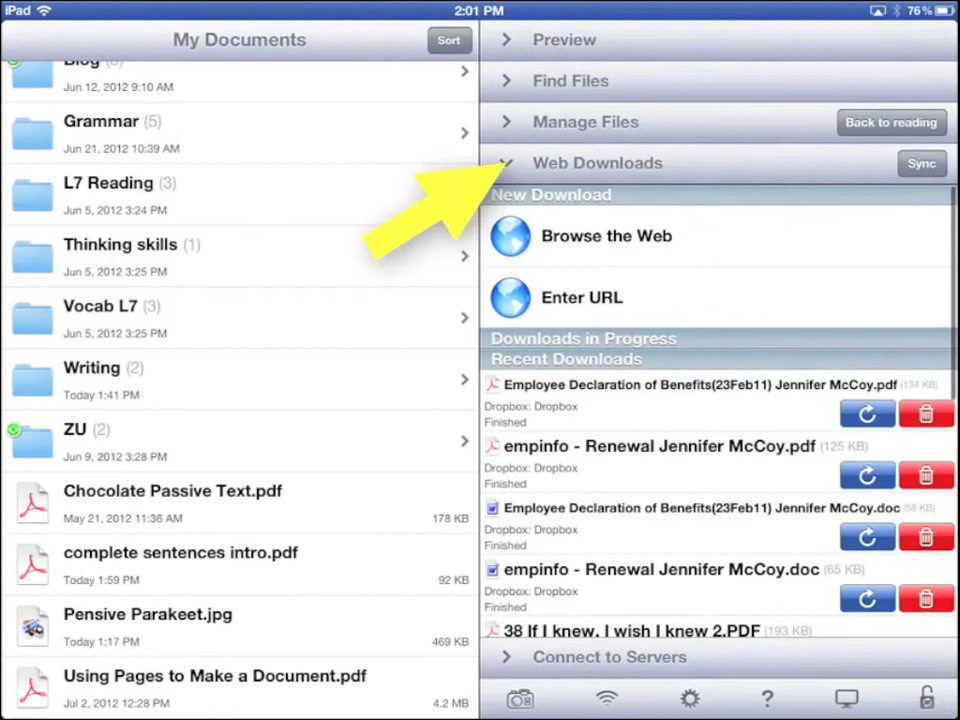 iPad
2:01 PM
76%
My Documents
Sort
Blog
Jun 12, 2012 9:10 AM
Grammar (5)
Jun 21, 2012 10:39 AM
L7 Reading (3)
Jun 5, 2012 3:24 PM
Thinking skills (1)
Jun 5, 2012 3:25 PM
Vocab L7 (3)
Jun 5, 2012 3:25 PM
Writing (2)
Today 1:41 PM
ZU (2)
Jun 9, 2012 3:28 PM
Chocolate Passive Text.pdf
May 21, 2012 11:36 AM
178 KB
complete sentences intro.pdf
Today 1:59 PM
92 KB
Pensive Parakeet.jpg
Today 1:17 PM
469 KB
Using Pages to Make a Document.pdf
Jul 2, 2012 12:28 PM
4.2 MB
Preview
Find Files
Manage Files
Back to reading
Web Downloads
Sync
New Download
Browse the Web
Enter URL
Downloads in Progress
Recent Downloads
Employee Declaration of Benefits(23Feb11) Jennifer McCoy.pdf (134 KB)
Dropbox: Dropbox
Finished
empinfo - Renewal Jennifer McCoy.pdf (125 KB)
Dropbox: Dropbox
Finished
Employee Declaration of Benefits(23Feb11) Jennifer McCoy.doc (58 KB)
Dropbox: Dropbox
Finished
empinfo - Renewal Jennifer McCoy.doc (65 KB)
Dropbox: Dropbox
Finished
38 If I knew, I wish I knew 2.PDF (193 KB)
Connect to Servers
?